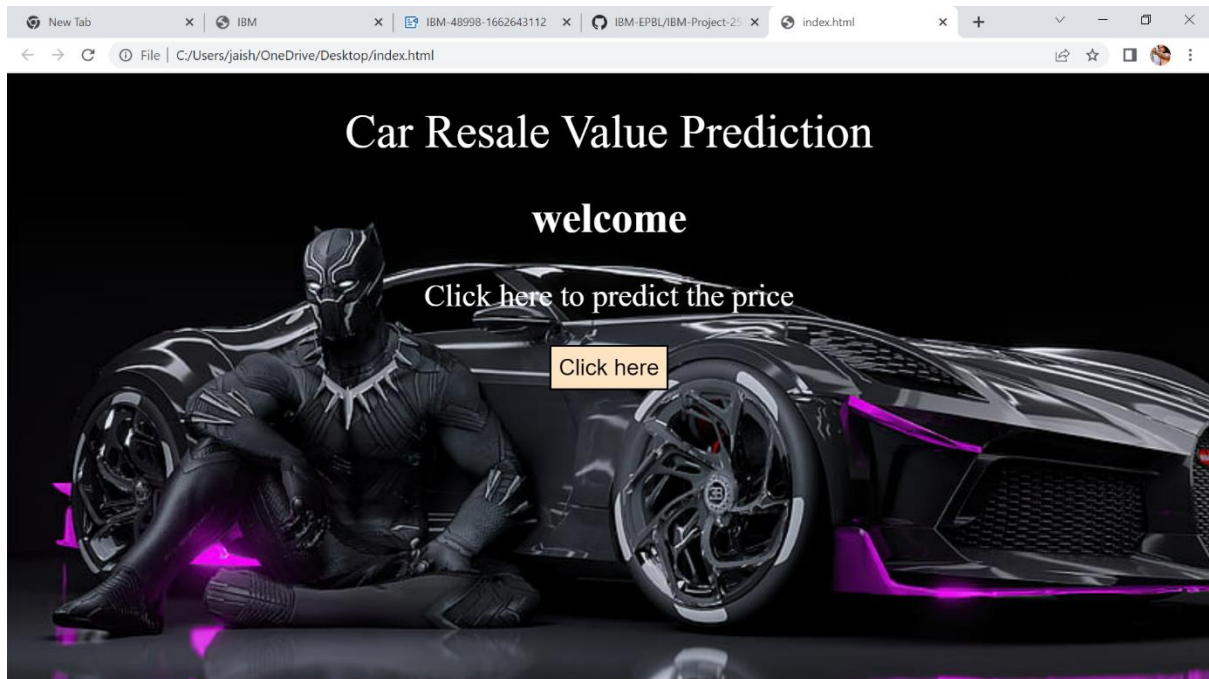 New Tab
IBM
IBM-48998-1662643112
IBM-EPBL/IBM-Project-25
index.html
File | C:/Users/jaish/OneDrive/Desktop/index.html
Car Resale Value Prediction
welcome
Click here to predict the price
Click here